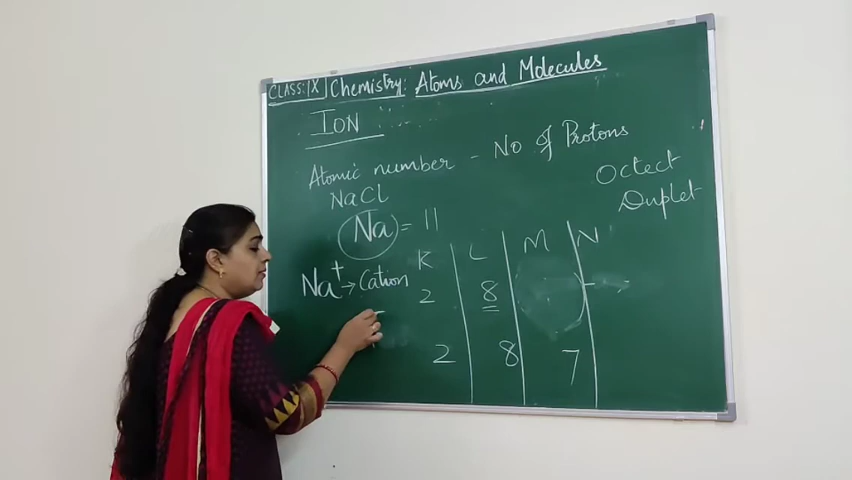 CLASS: IX Chemistry: Atoms and Molecules
ION
Atomic number - No of Protons
NaCl
Octect
Duplet
Na = 11
K L M N
Na+ → Cation 2 8
2 8 7